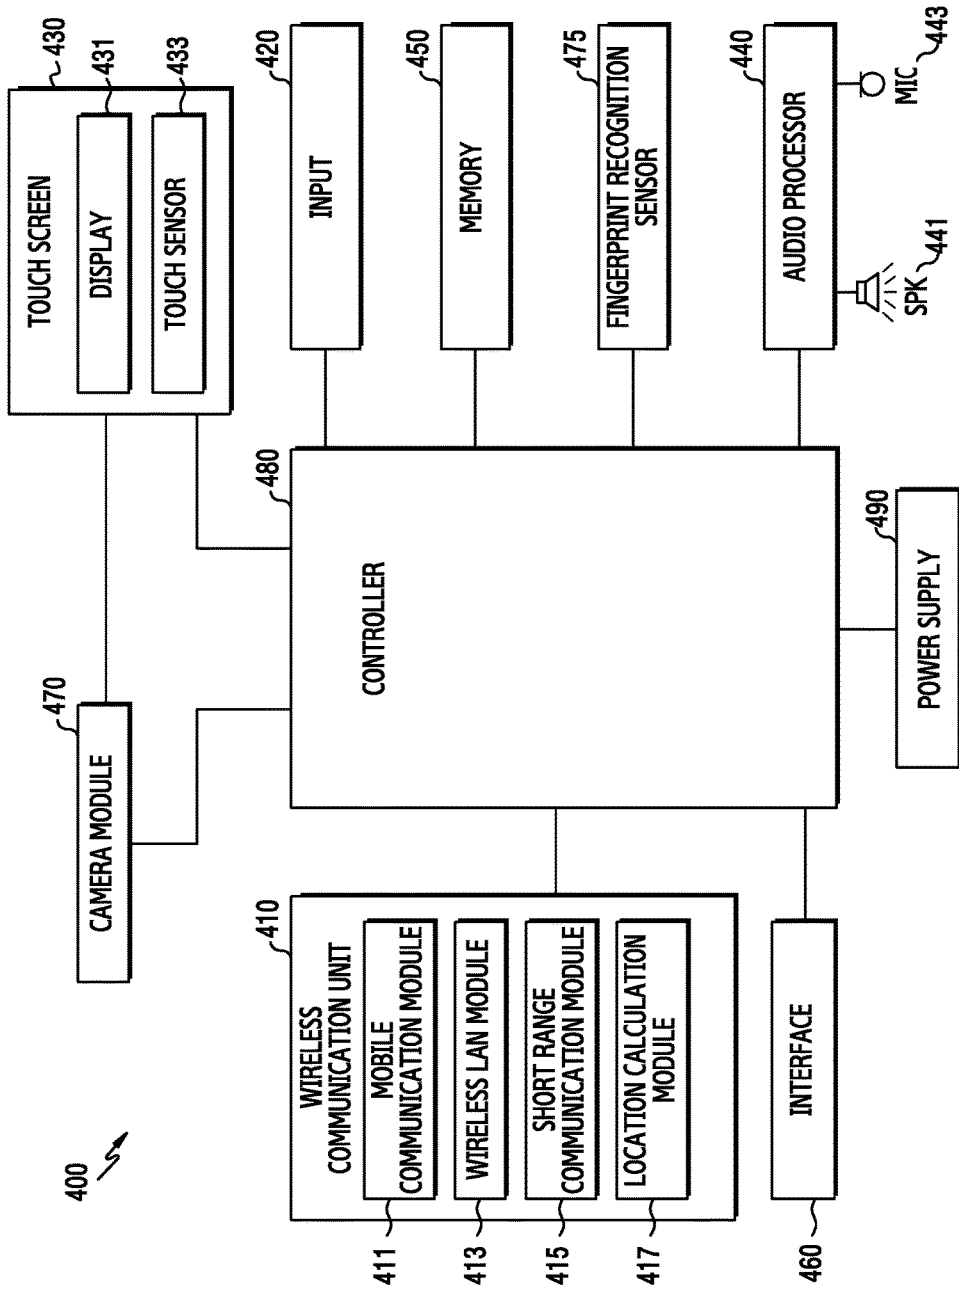 400
410
WIRELESS
COMMUNICATION UNIT
411
MOBILE
COMMUNICATION MODULE
413
WIRELESS LAN MODULE
415
SHORT RANGE
COMMUNICATION MODULE
417
LOCATION CALCULATION
MODULE
460
INTERFACE
470
CAMERA MODULE
480
CONTROLLER
490
POWER SUPPLY
430
TOUCH SCREEN
431
DISPLAY
433
TOUCH SENSOR
420
INPUT
450
MEMORY
475
FINGERPRINT RECOGNITION
SENSOR
440
AUDIO PROCESSOR
SPK
441
MIC
443